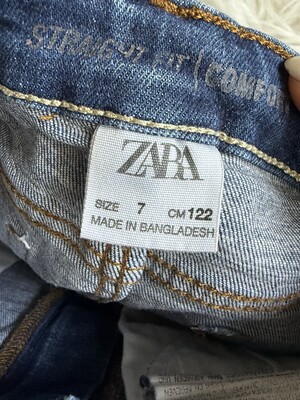 STRAIGHT FIT | COMFORT
ZARA
SIZE 7 CM 122
MADE IN BANGLADESH